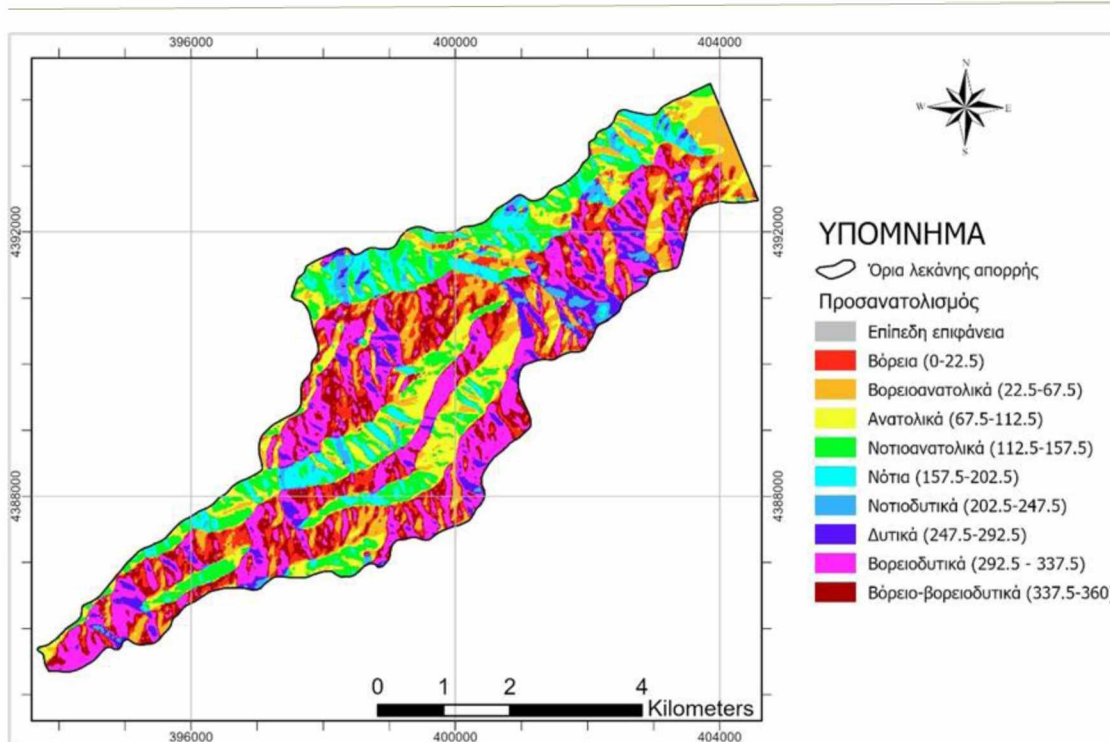 396000 400000 404000
N
W E
S
4392000 4392000
4388000 4388000
ΥΠΟΜΝΗΜΑ
Όρια λεκάνης απορρής
Προσανατολισμός
Επίπεδη επιφάνεια
Βόρεια (0-22.5)
Βορειοανατολικά (22.5-67.5)
Ανατολικά (67.5-112.5)
Νοτιοανατολικά (112.5-157.5)
Νότια (157.5-202.5)
Νοτιοδυτικά (202.5-247.5)
Δυτικά (247.5-292.5)
Βορειοδυτικά (292.5 - 337.5)
Βόρειο-βορειοδυτικά (337.5-360)
0 1 2 4
Kilometers
396000 400000 404000